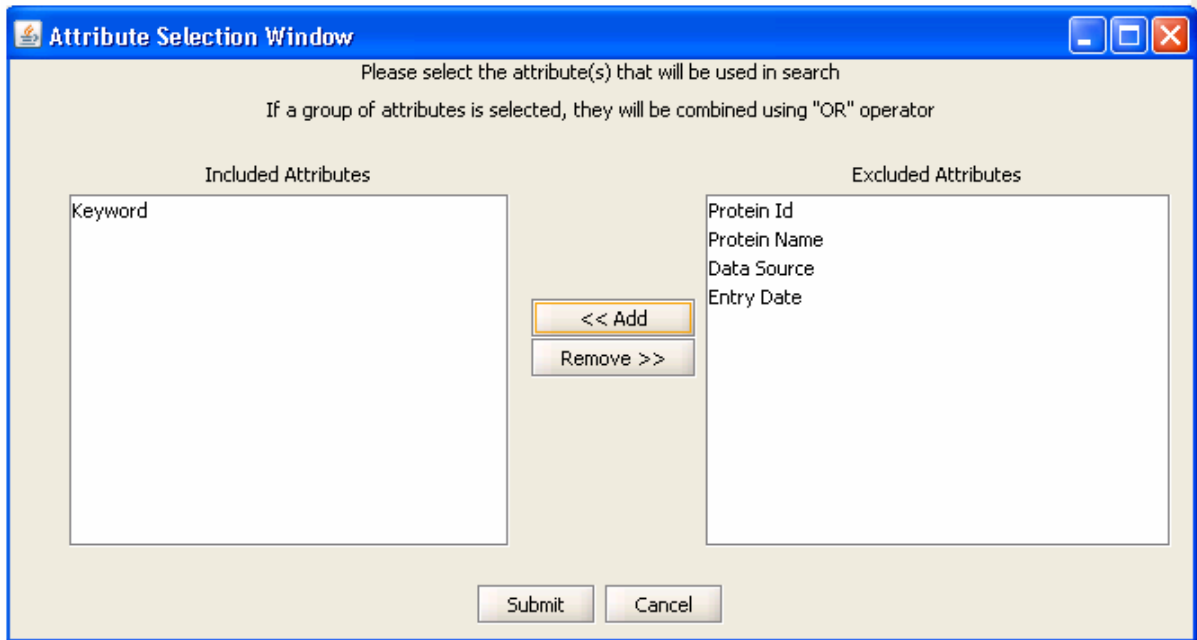 Attribute Selection Window
Please select the attribute(s) that will be used in search
If a group of attributes is selected, they will be combined using "OR" operator
Included Attributes
Excluded Attributes
Keyword
Protein Id
Protein Name
Data Source
Entry Date
<< Add
Remove >>
Submit
Cancel